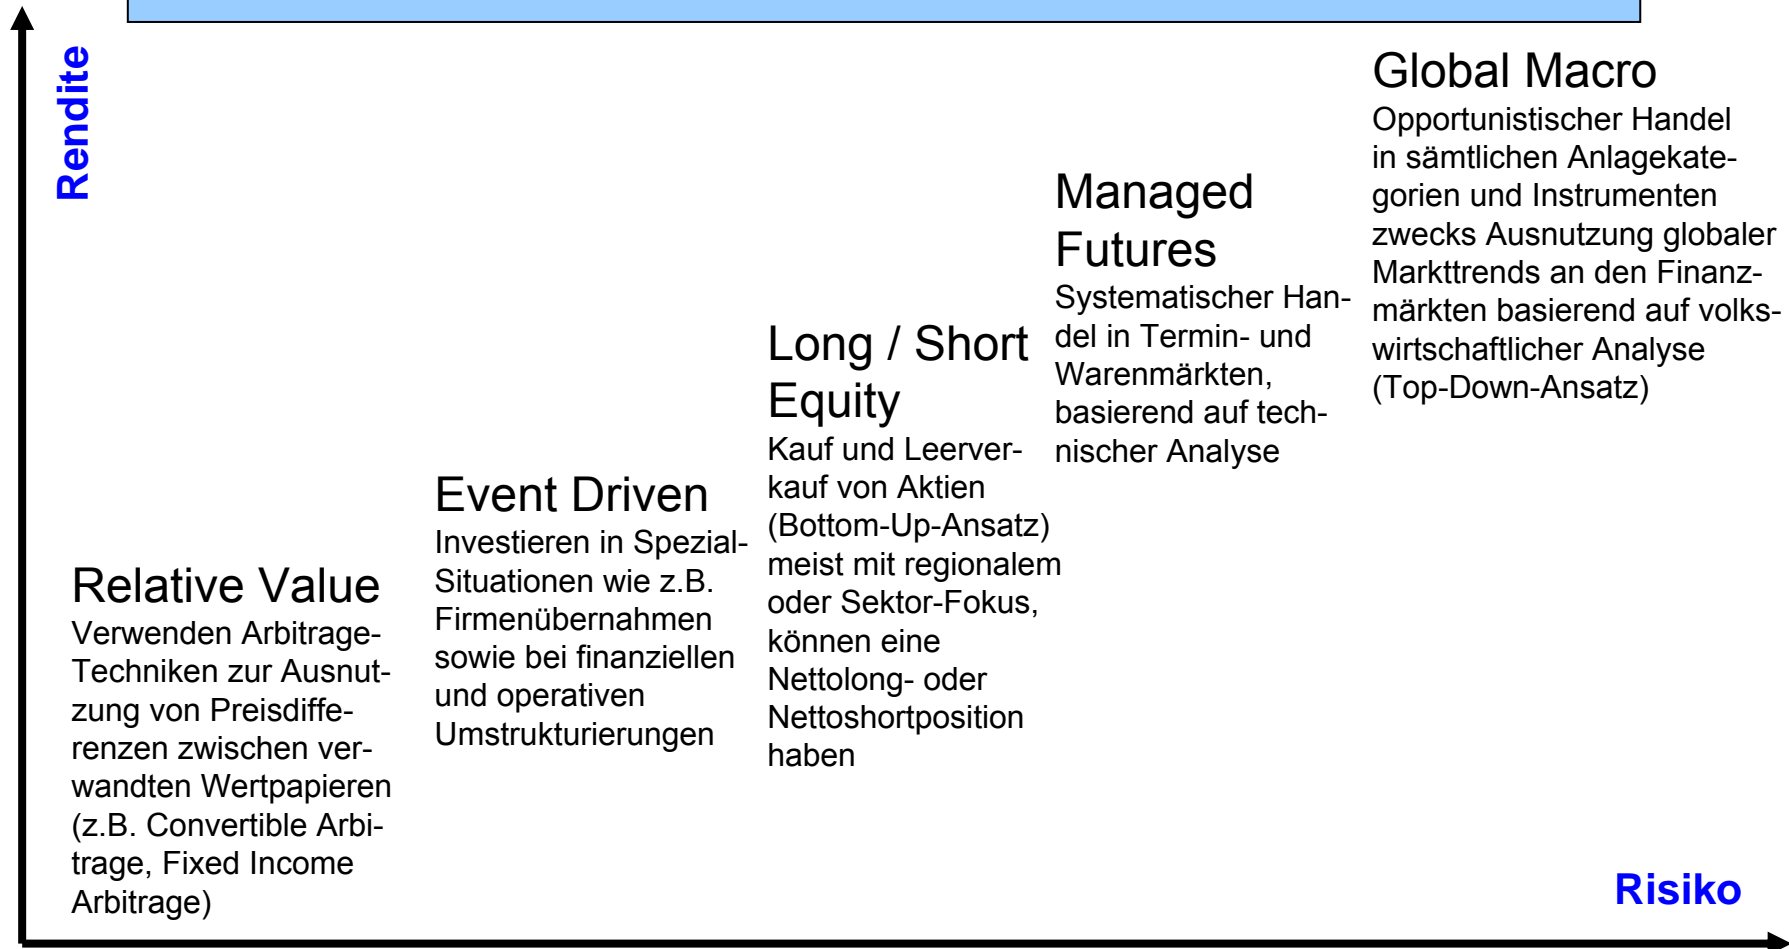 Rendite
Global Macro
Opportunistischer Handel
in sämtlichen Anlagekate-
gorien und Instrumenten
zwecks Ausnutzung globaler
Markttrends an den Finanz-
märkten basierend auf volks-
wirtschaftlicher Analyse
(Top-Down-Ansatz)
Managed
Futures
Systematischer Han-
del in Termin- und
Warenmärkten,
basierend auf tech-
nischer Analyse
Long / Short
Equity
Kauf und Leerver-
kauf von Aktien
(Bottom-Up-Ansatz)
meist mit regionalem
oder Sektor-Fokus,
können eine
Nettolong- oder
Nettoshortposition
haben
Event Driven
Investieren in Spezial-
Situationen wie z.B.
Firmenübernahmen
sowie bei finanziellen
und operativen
Umstrukturierungen
Relative Value
Verwenden Arbitrage-
Techniken zur Ausnut-
zung von Preisdiffe-
renzen zwischen ver-
wandten Wertpapieren
(z.B. Convertible Arbi-
trage, Fixed Income
Arbitrage)
Risiko